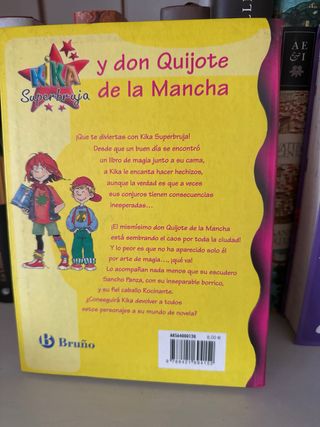 KIKA
Superbruja
y don Quijote
de la Mancha
¡Que te diviertas con Kika Superbruja!
Desde que un buen día se encontró
un libro de magia junto a su cama,
a Kika le encanta hacer hechizos,
aunque la verdad es que a veces
sus conjuros tienen consecuencias
inesperadas...
¡El mismísimo don Quijote de la Mancha
está sembrando el caos por toda la ciudad!
Y lo peor es que no ha aparecido solo él
por arte de magia..., ¡qué va!
Lo acompañan nada menos que su escudero
Sancho Panza, con su inseparable borrico,
y su fiel caballo Rocinante.
¿Conseguirá Kika devolver a todos
estos personajes a su mundo de novela?
Bruño
8,00 €
AE
& I